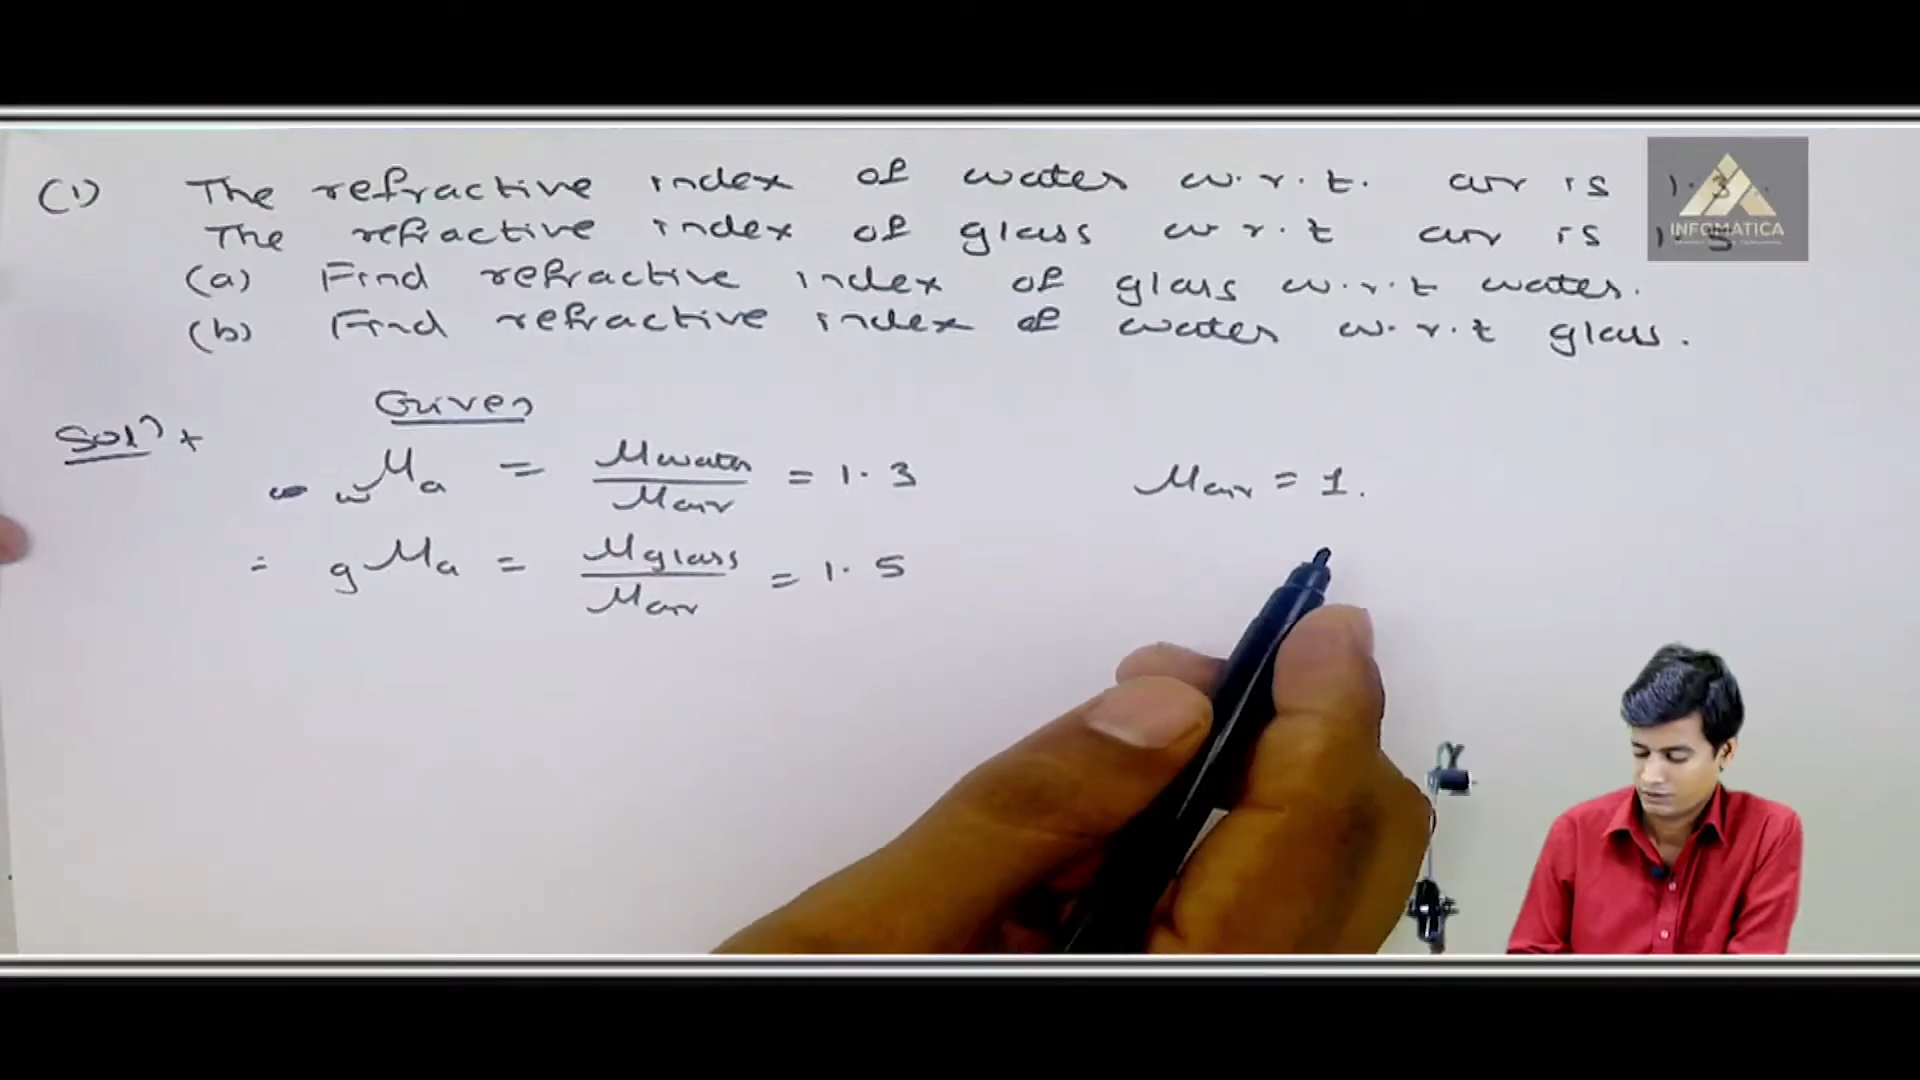 (1) The refractive index of water w.r.t. air is 1.3
The refractive index of glass w.r.t air is 1.5
(a) Find refractive index of glass w.r.t water.
(b) Find refractive index of water w.r.t glass.
INFOMATICA
Given
Solⁿ
wμa = μwater / μair = 1.3
μair = 1.
gμa = μglass / μair = 1.5